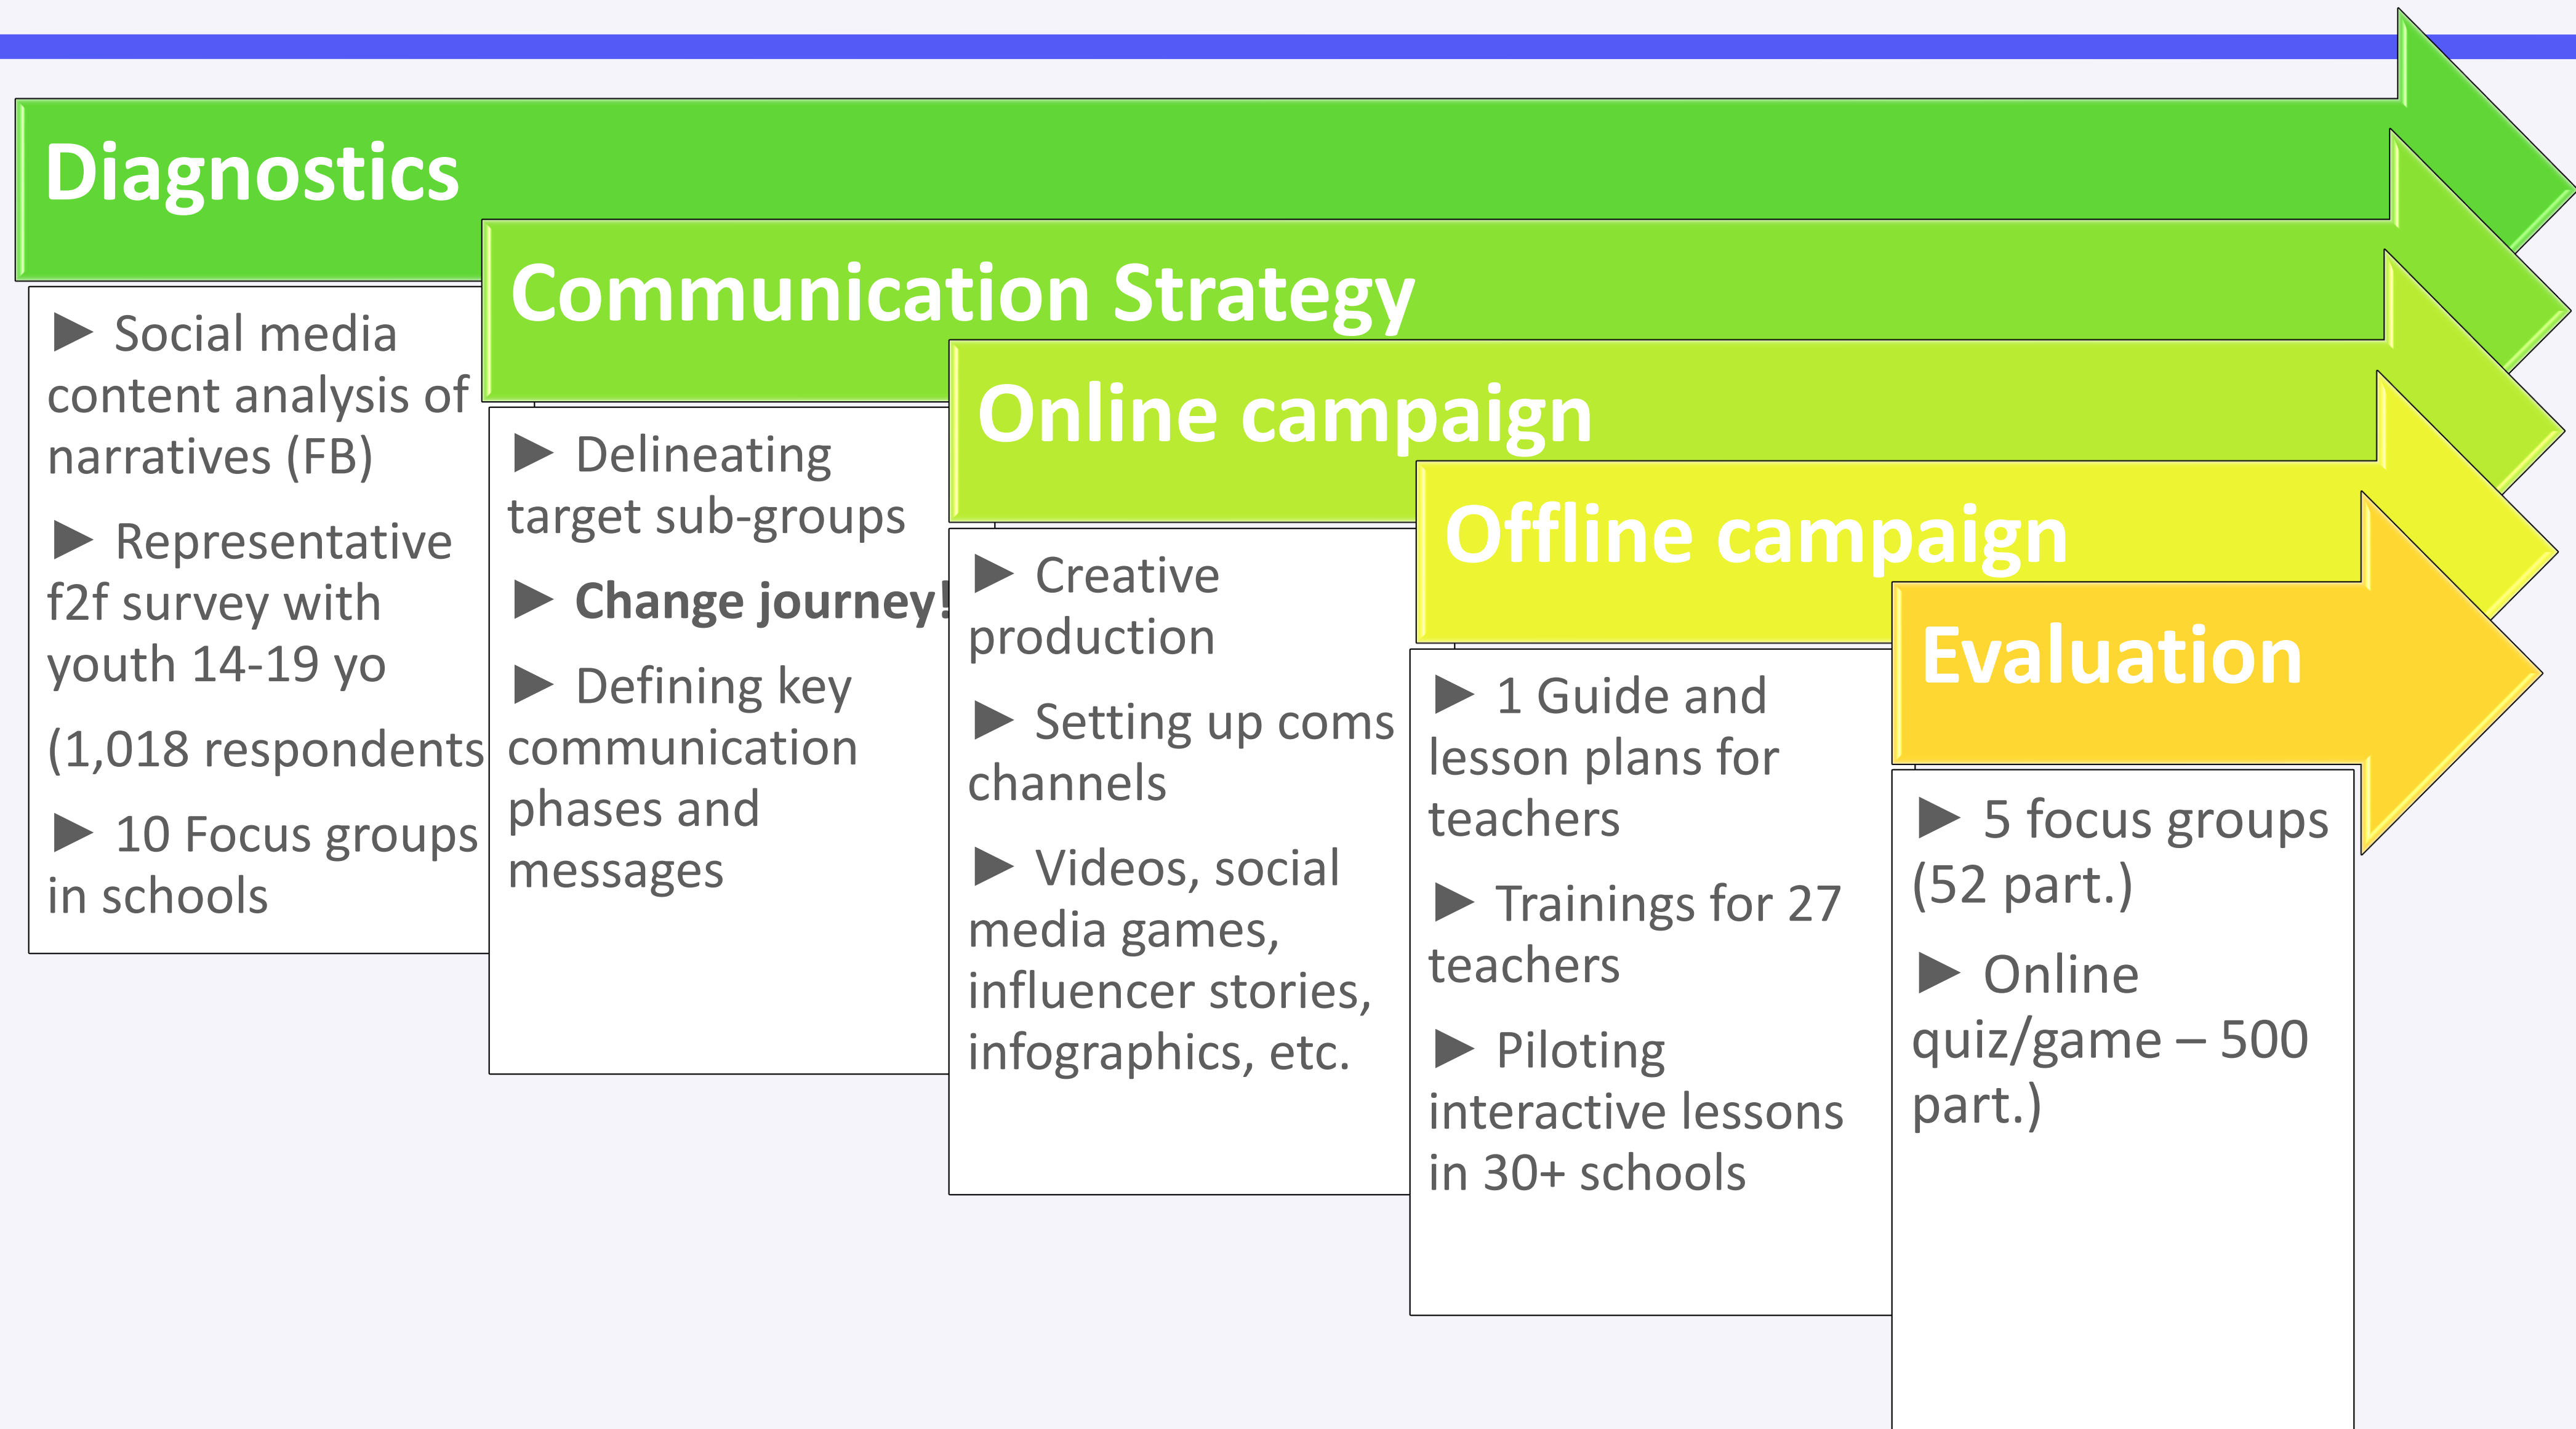 Diagnostics
► Social media
content analysis of
narratives (FB)
► Representative
f2f survey with
youth 14-19 yo
(1,018 respondents
► 10 Focus groups
in schools
Communication Strategy
► Delineating
target sub-groups
► Change journey!
► Defining key
communication
phases and
messages
Online campaign
► Creative
production
► Setting up coms
channels
► Videos, social
media games,
influencer stories,
infographics, etc.
Offline campaign
► 1 Guide and
lesson plans for
teachers
► Trainings for 27
teachers
► Piloting
interactive lessons
in 30+ schools
Evaluation
► 5 focus groups
(52 part.)
► Online
quiz/game – 500
part.)